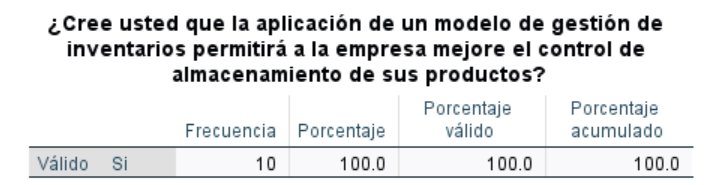 ¿Cree usted que la aplicación de un modelo de gestión de
inventarios permitirá a la empresa mejore el control de
almacenamiento de sus productos?
Frecuencia Porcentaje Porcentaje válido Porcentaje acumulado
Válido Si 10 100.0 100.0 100.0